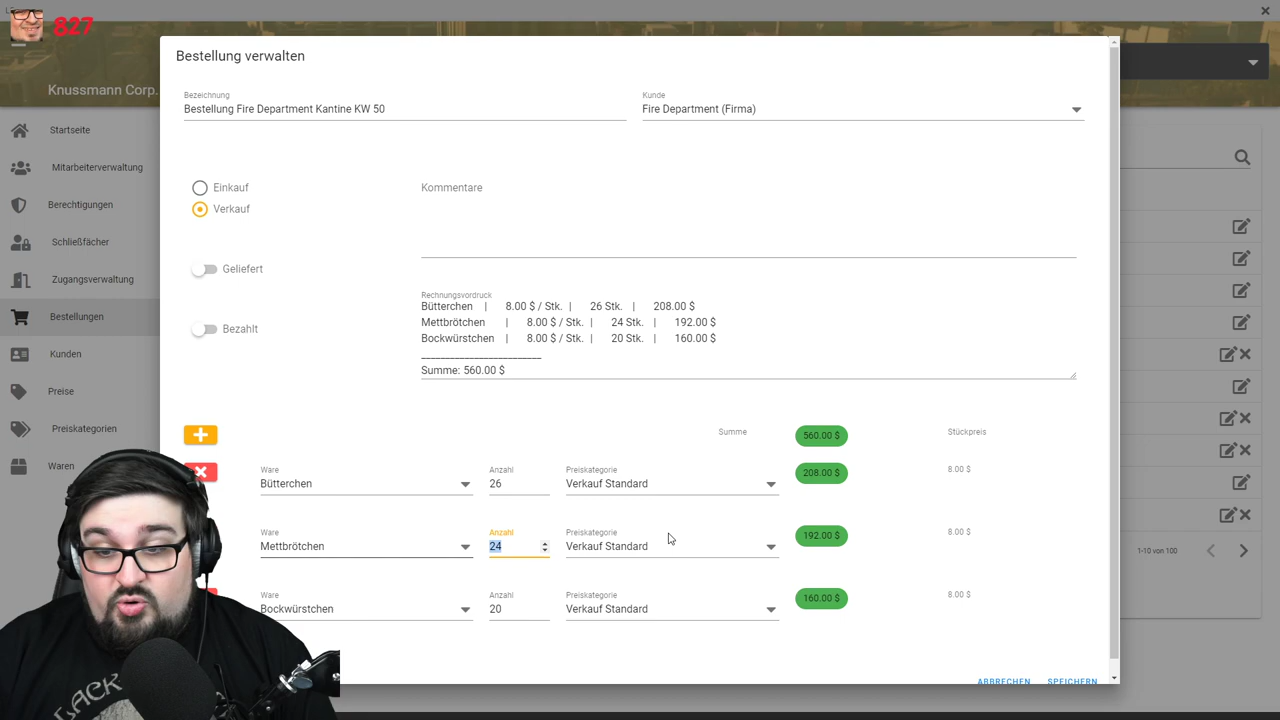 827
Knussmann Corp.
Startseite
Mitarbeiterverwaltung
Berechtigungen
Schließfächer
Zugangsverwaltung
Bestellungen
Kunden
Preise
Preiskategorien
Waren
Bestellung verwalten
Bezeichnung
Bestellung Fire Department Kantine KW 50
Kunde
Fire Department (Firma)
Einkauf
Verkauf
Kommentare
Geliefert
Bezahlt
Rechnungsvordruck
Bütterchen | 8.00 $ / Stk. | 26 Stk. | 208.00 $
Mettbrötchen | 8.00 $ / Stk. | 24 Stk. | 192.00 $
Bockwürstchen | 8.00 $ / Stk. | 20 Stk. | 160.00 $
__________________________
Summe: 560.00 $
Summe 560.00 $ Stückpreis
Ware Anzahl Preiskategorie
Bütterchen 26 Verkauf Standard 208.00 $ 8.00 $
Ware Anzahl Preiskategorie
Mettbrötchen 24 Verkauf Standard 192.00 $ 8.00 $
Ware Anzahl Preiskategorie
Bockwürstchen 20 Verkauf Standard 160.00 $ 8.00 $
ABBRECHEN SPEICHERN
1-10 von 100